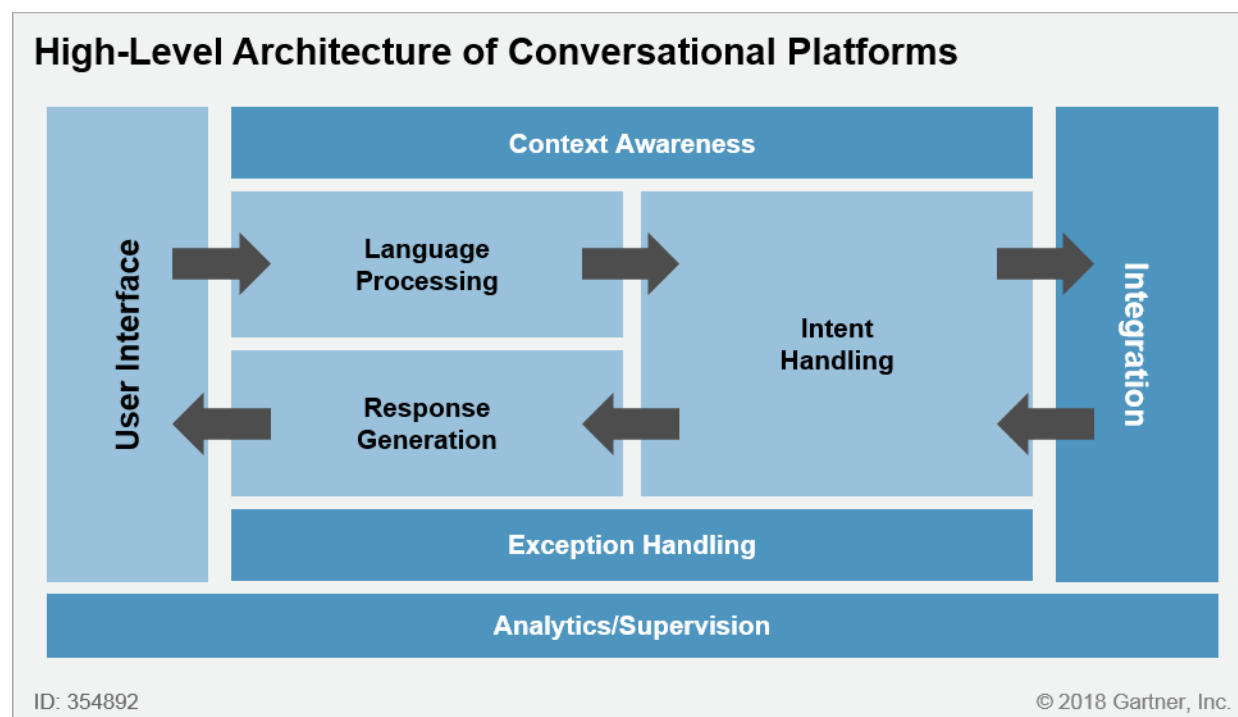 High-Level Architecture of Conversational Platforms
Context Awareness
User Interface
Language
Processing
Intent
Handling
Integration
Response
Generation
Exception Handling
Analytics/Supervision
ID: 354892
© 2018 Gartner, Inc.